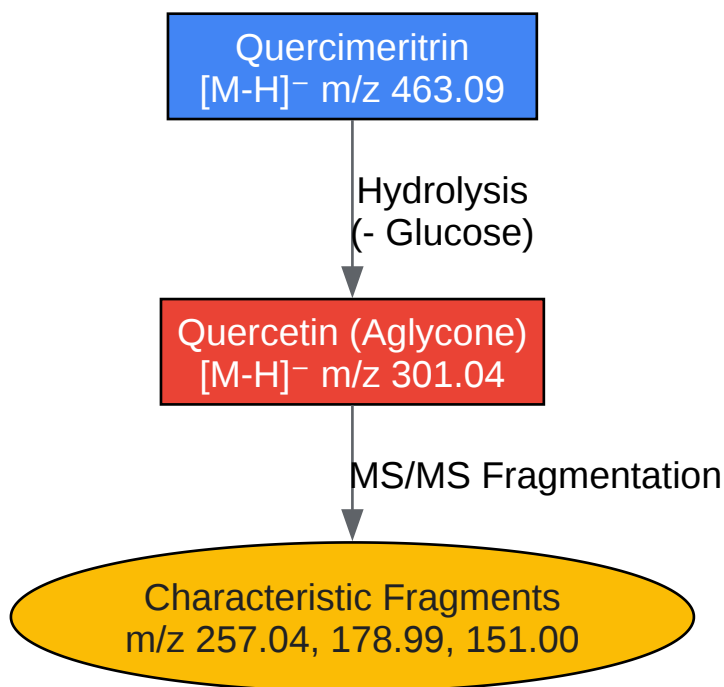 Quercimeritrin
[M-H]⁻ m/z 463.09
Hydrolysis
(- Glucose)
Quercetin (Aglycone)
[M-H]⁻ m/z 301.04
MS/MS Fragmentation
Characteristic Fragments
m/z 257.04, 178.99, 151.00